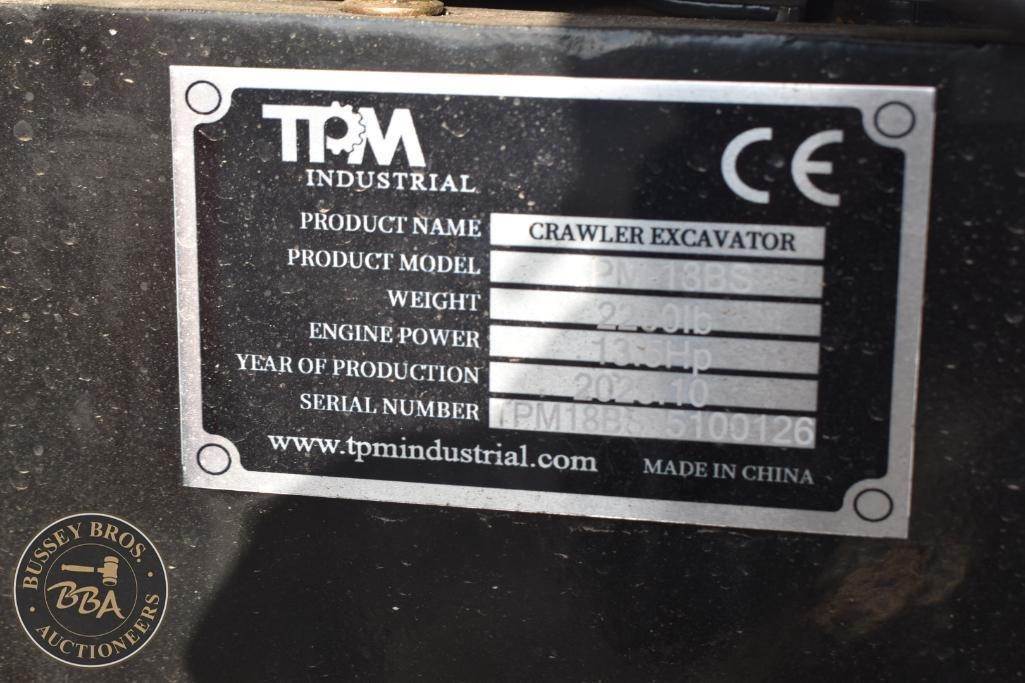 TPM
INDUSTRIAL
CE
PRODUCT NAME CRAWLER EXCAVATOR
PRODUCT MODEL
WEIGHT
ENGINE POWER
YEAR OF PRODUCTION
SERIAL NUMBER
www.tpmindustrial.com MADE IN CHINA
BUSSEY BROS.
BBA
AUCTIONEERS